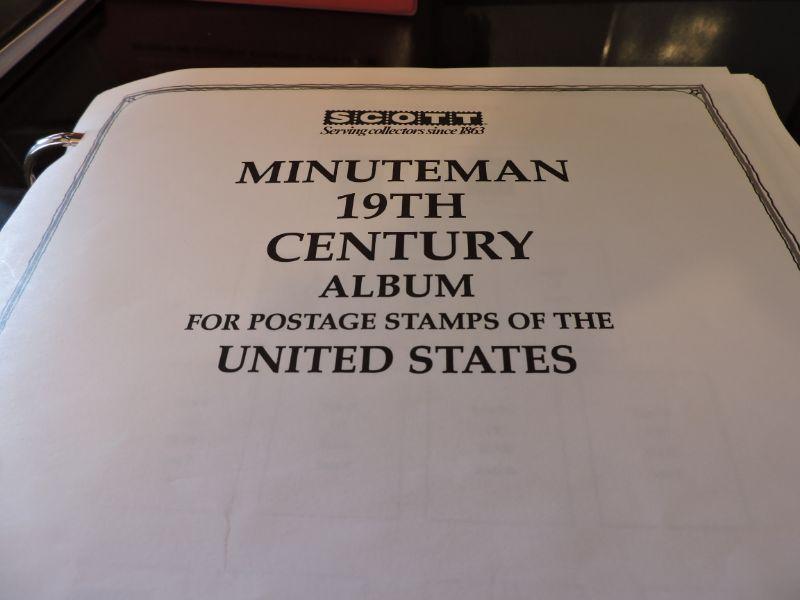 SCOTT
Serving collectors since 1863
MINUTEMAN
19TH
CENTURY
ALBUM
FOR POSTAGE STAMPS OF THE
UNITED STATES